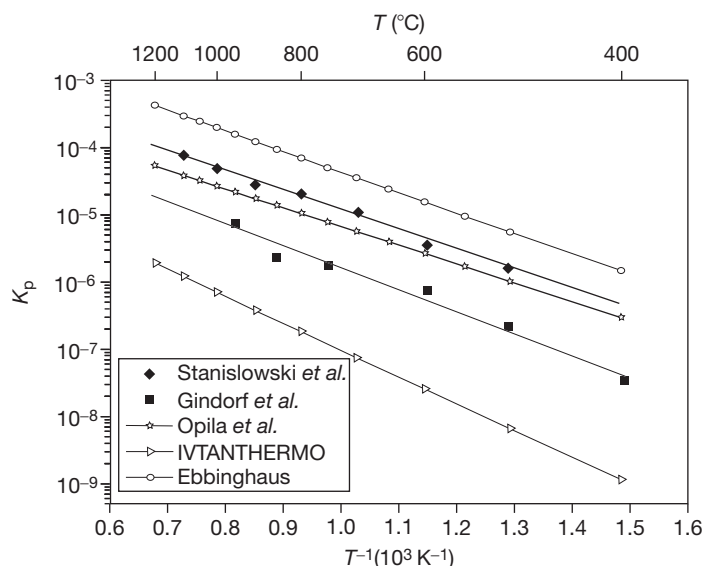 T (°C)
1200 1000 800 600 400
10⁻³
10⁻⁴
10⁻⁵
10⁻⁶
10⁻⁷
10⁻⁸
10⁻⁹
Kₚ
Stanislowski et al.
Gindorf et al.
Opila et al.
IVTANTHERMO
Ebbinghaus
0.6 0.7 0.8 0.9 1.0 1.1 1.2 1.3 1.4 1.5 1.6
T⁻¹ (10³ K⁻¹)